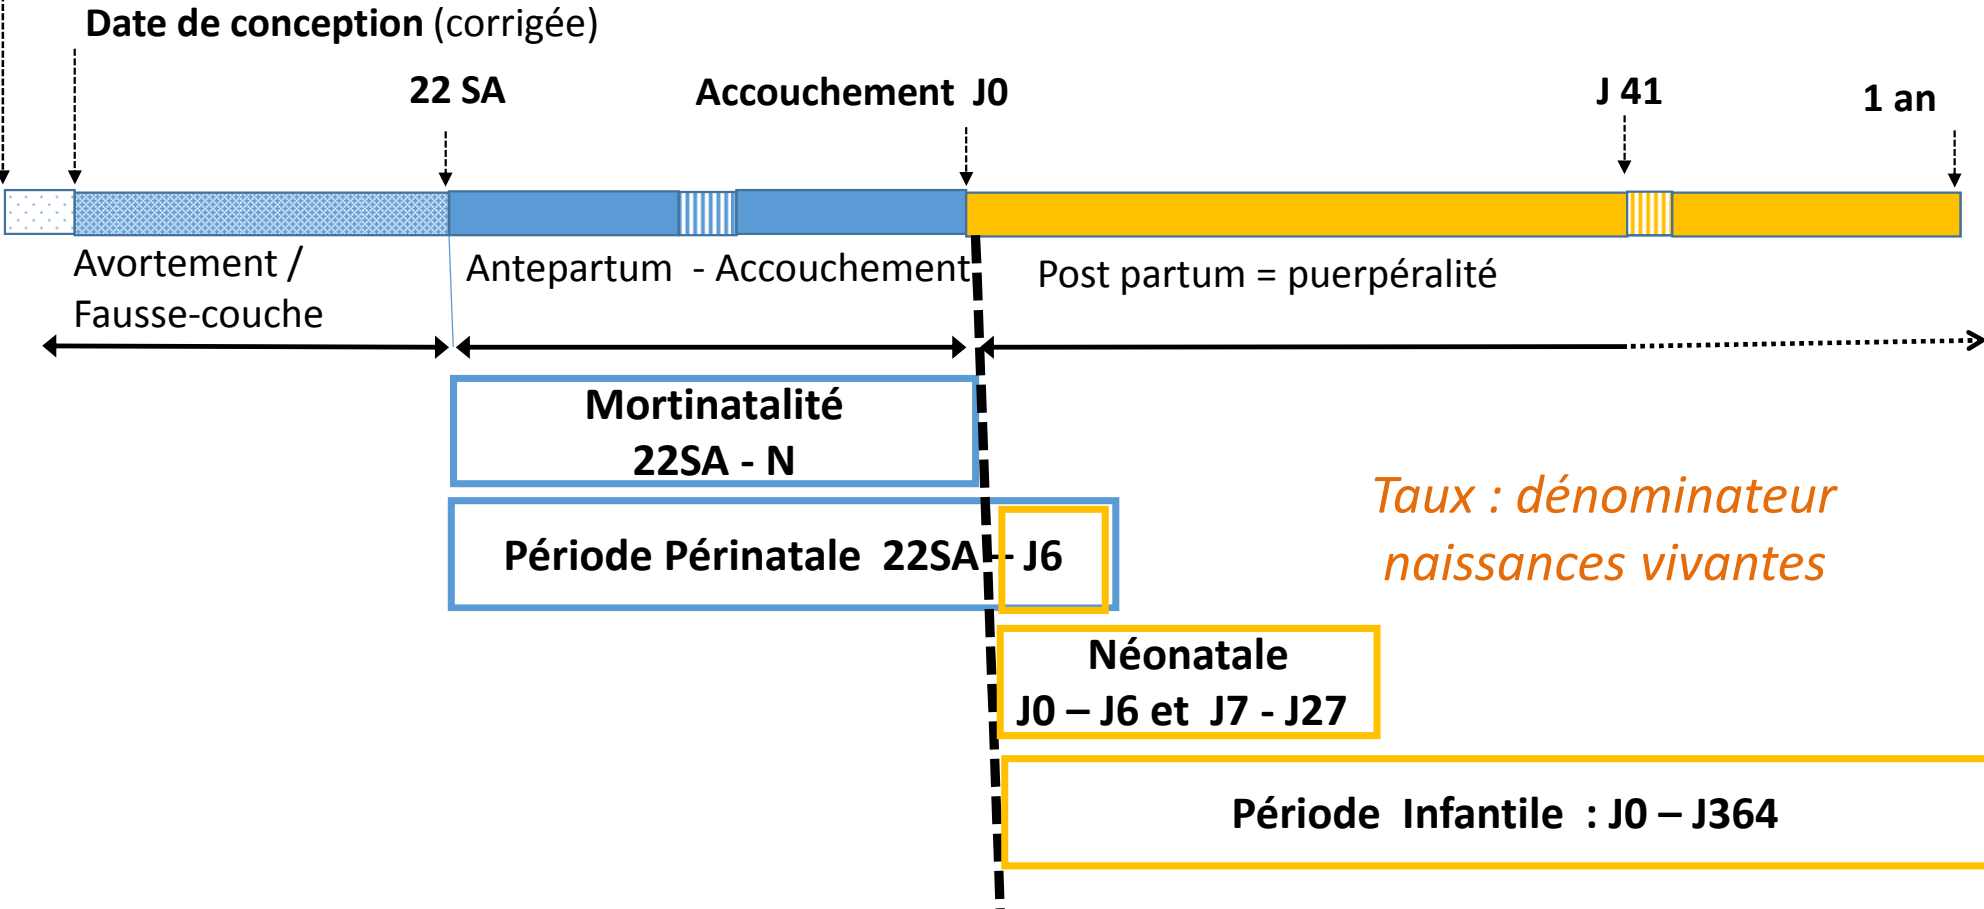 Date de conception (corrigée)
22 SA
Accouchement J0
J 41
1 an
Avortement /
Fausse-couche
Antepartum - Accouchement
Post partum = puerpéralité
Mortinatalité
22SA - N
Taux : dénominateur
naissances vivantes
Période Périnatale 22SA – J6
Néonatale
J0 – J6 et J7 - J27
Période Infantile : J0 – J364